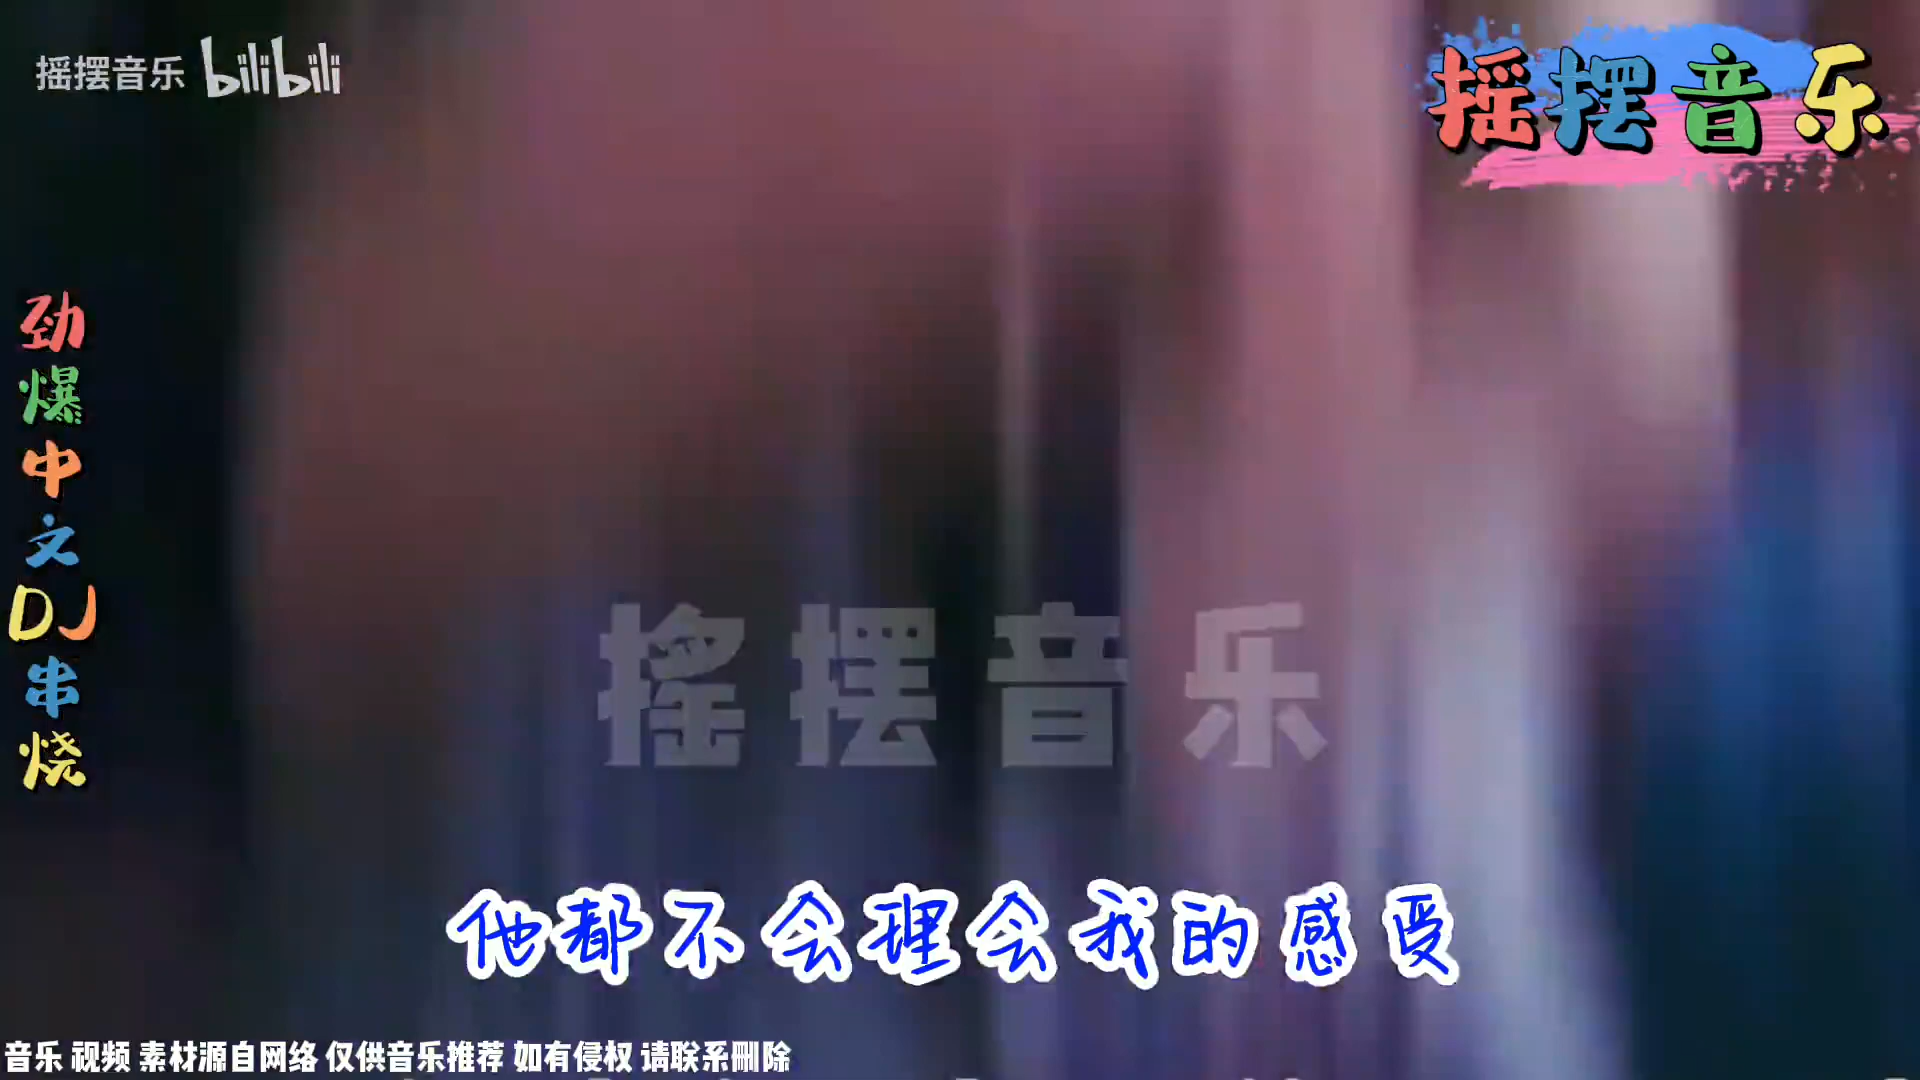 摇摆音乐 bilibili
摇摆音乐
劲爆中文DJ串烧
摇摆音乐
他都不会理会我的感受
音乐 视频 素材源自网络 仅供音乐推荐 如有侵权 请联系删除